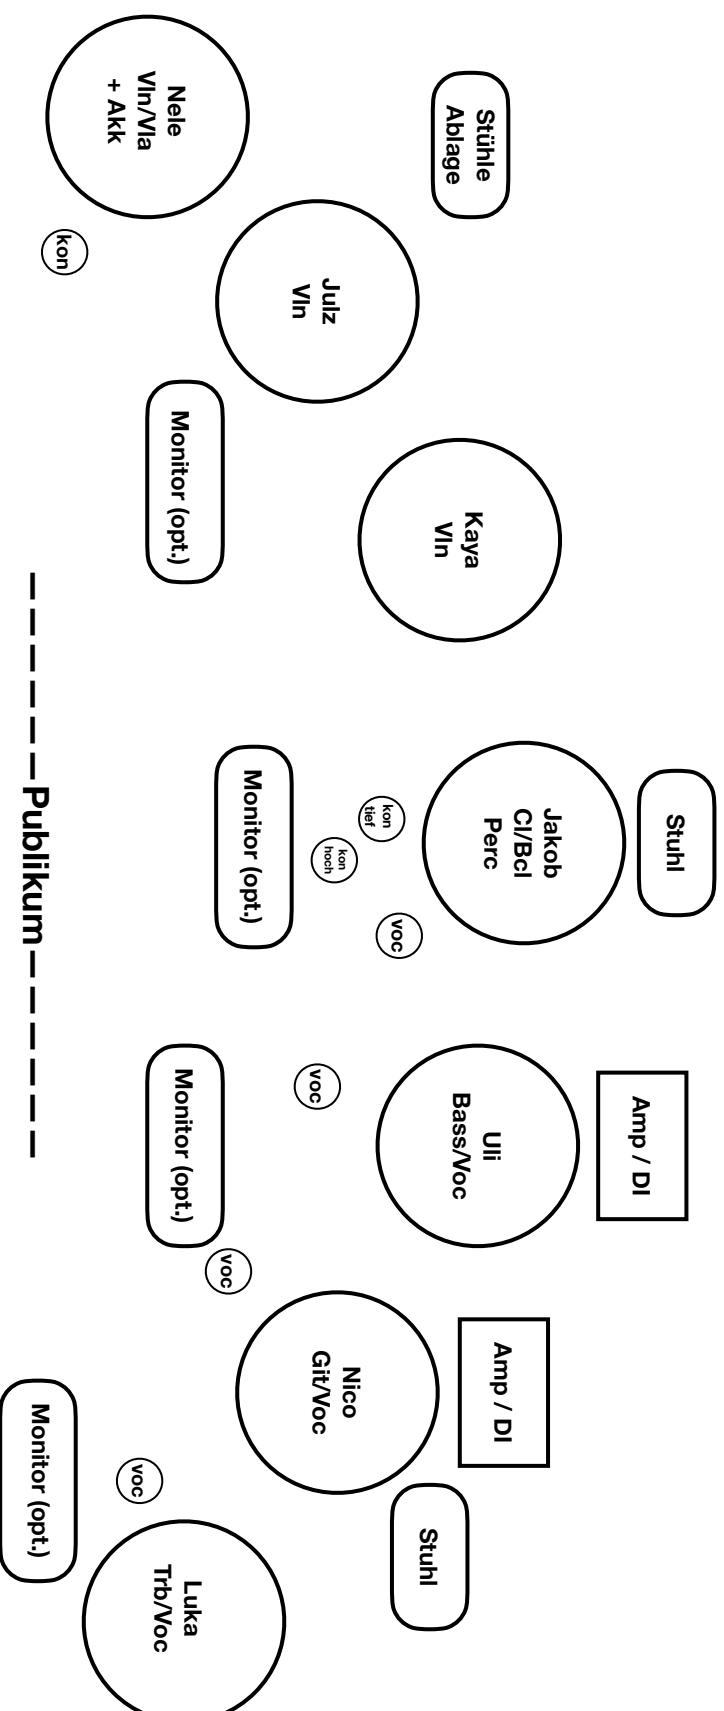 Nele
Vln/Vla
+ Akk
kon
Stühle
Ablage
Julz
Vln
Monitor (opt.)
Kaya
Vln
Stuhl
Jakob
Cl/Bcl
Perc
kon
tief
kon
hoch
voc
Monitor (opt.)
Amp / DI
Uli
Bass/Voc
voc
Monitor (opt.)
voc
Amp / DI
Nico
Git/Voc
Stuhl
voc
Luka
Trb/Voc
Monitor (opt.)
Publikum